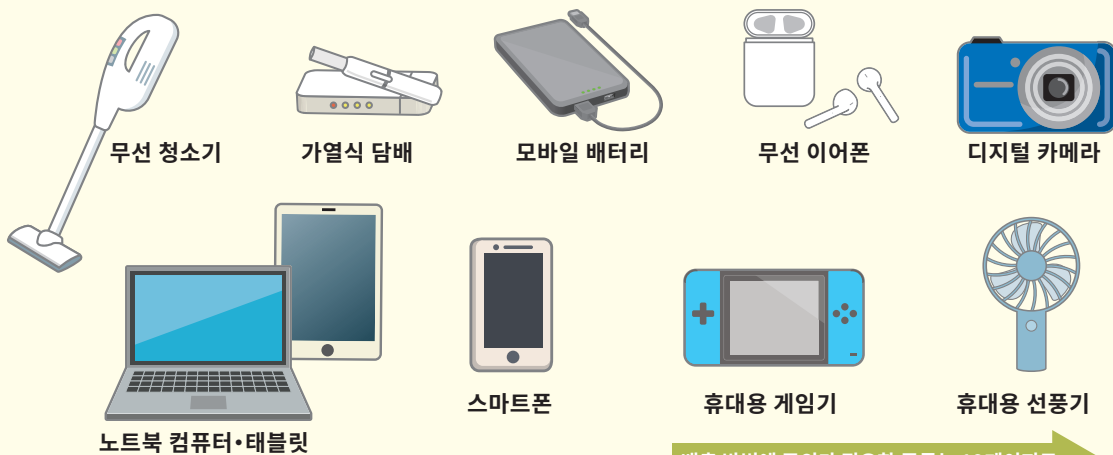 무선 청소기
가열식 담배
모바일 배터리
무선 이어폰
디지털 카메라
노트북 컴퓨터•태블릿
스마트폰
휴대용 게임기
휴대용 선풍기